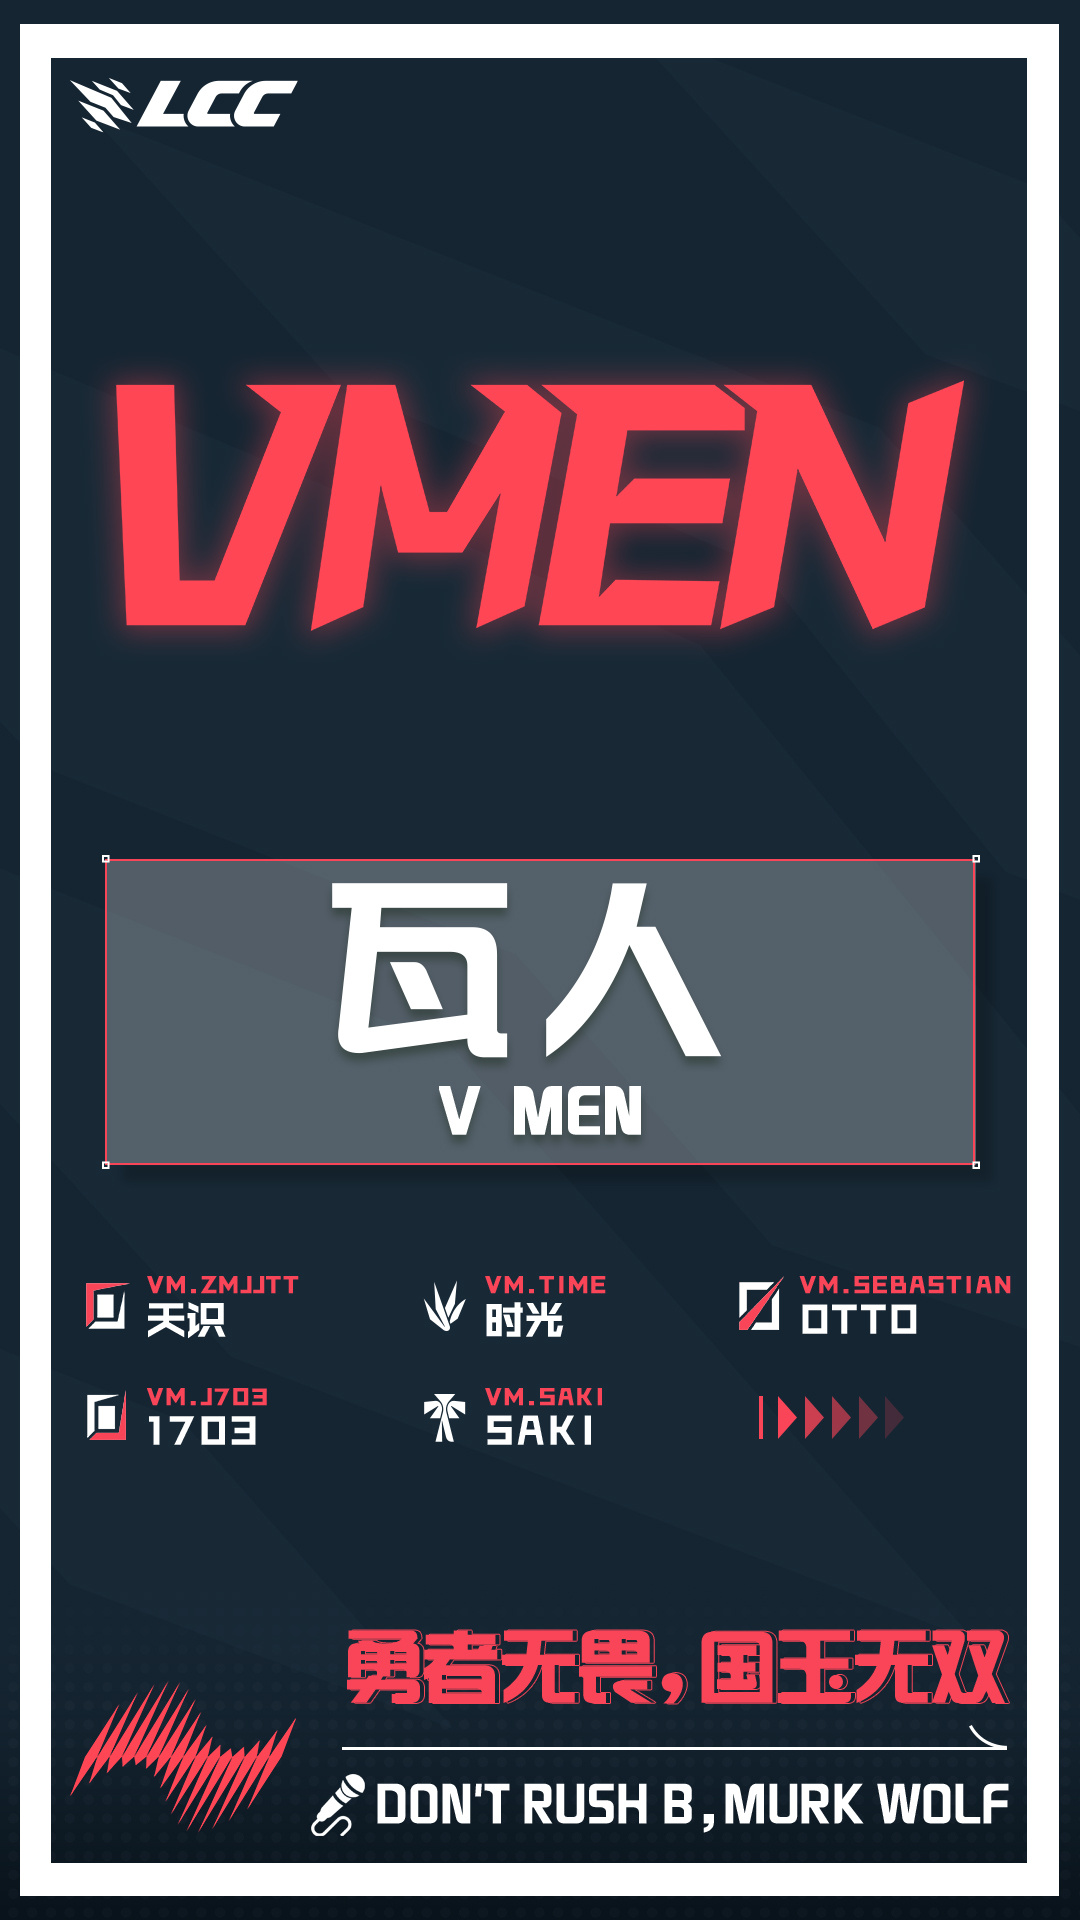 LCC
VMEN
瓦人
V MEN
VM.ZMJJTT
天识
VM.TIME
时光
VM.SEBASTIAN
OTTO
VM.J703
1703
VM.SAKI
SAKI
勇者无畏,国玉无双
DON'T RUSH B,MURK WOLF